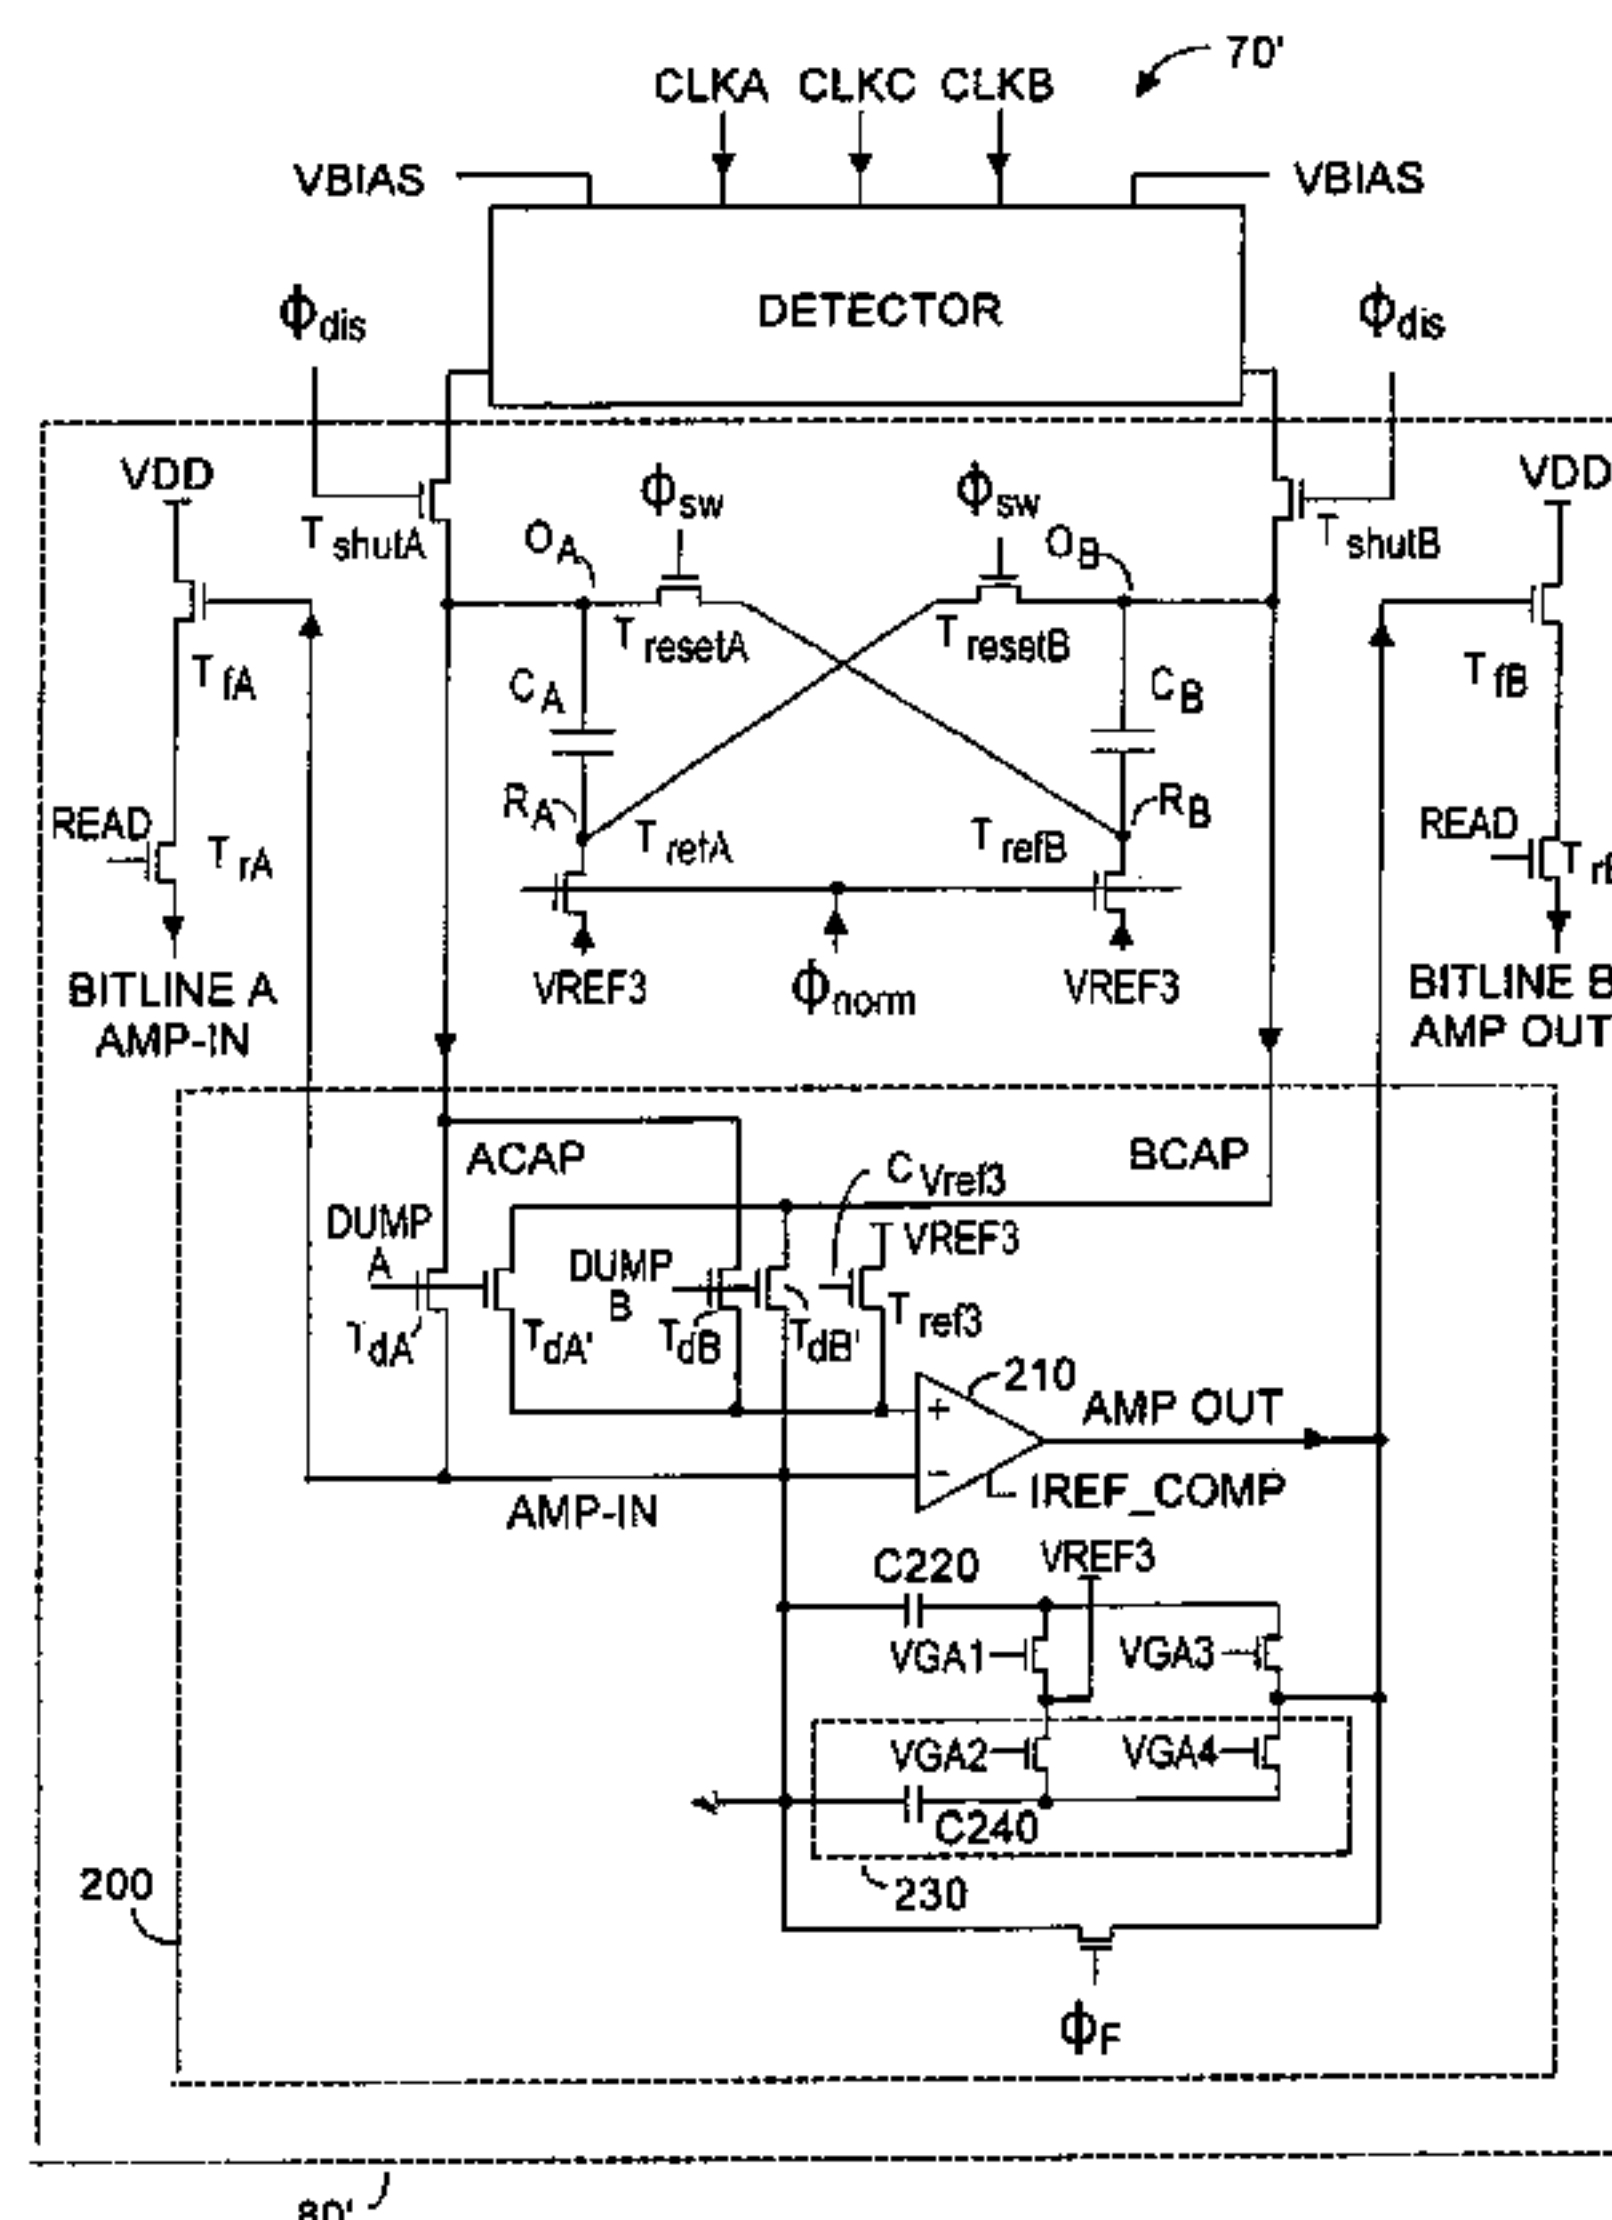 70'
CLKA CLKC CLKB
VBIAS VBIAS
DETECTOR
ϕdis ϕdis
VDD ϕsw ϕsw VDD
TshutA OA OB TshutB
TresetA TresetB
TfA CA CB TfB
READ RA TrefA TrefB RB READ
TrA
VREF3 ϕnorm VREF3
BITLINE A
AMP-IN
BITLINE B
AMP OUT
ACAP CVref3 BCAP
DUMP
A
DUMP
B
VREF3
TdA TdA' TdB TdB' Tref3
210
AMP OUT
IREF_COMP
AMP-IN
C220 VREF3
VGA1 VGA3
VGA2 VGA4
C240
200 230
ϕF
80'